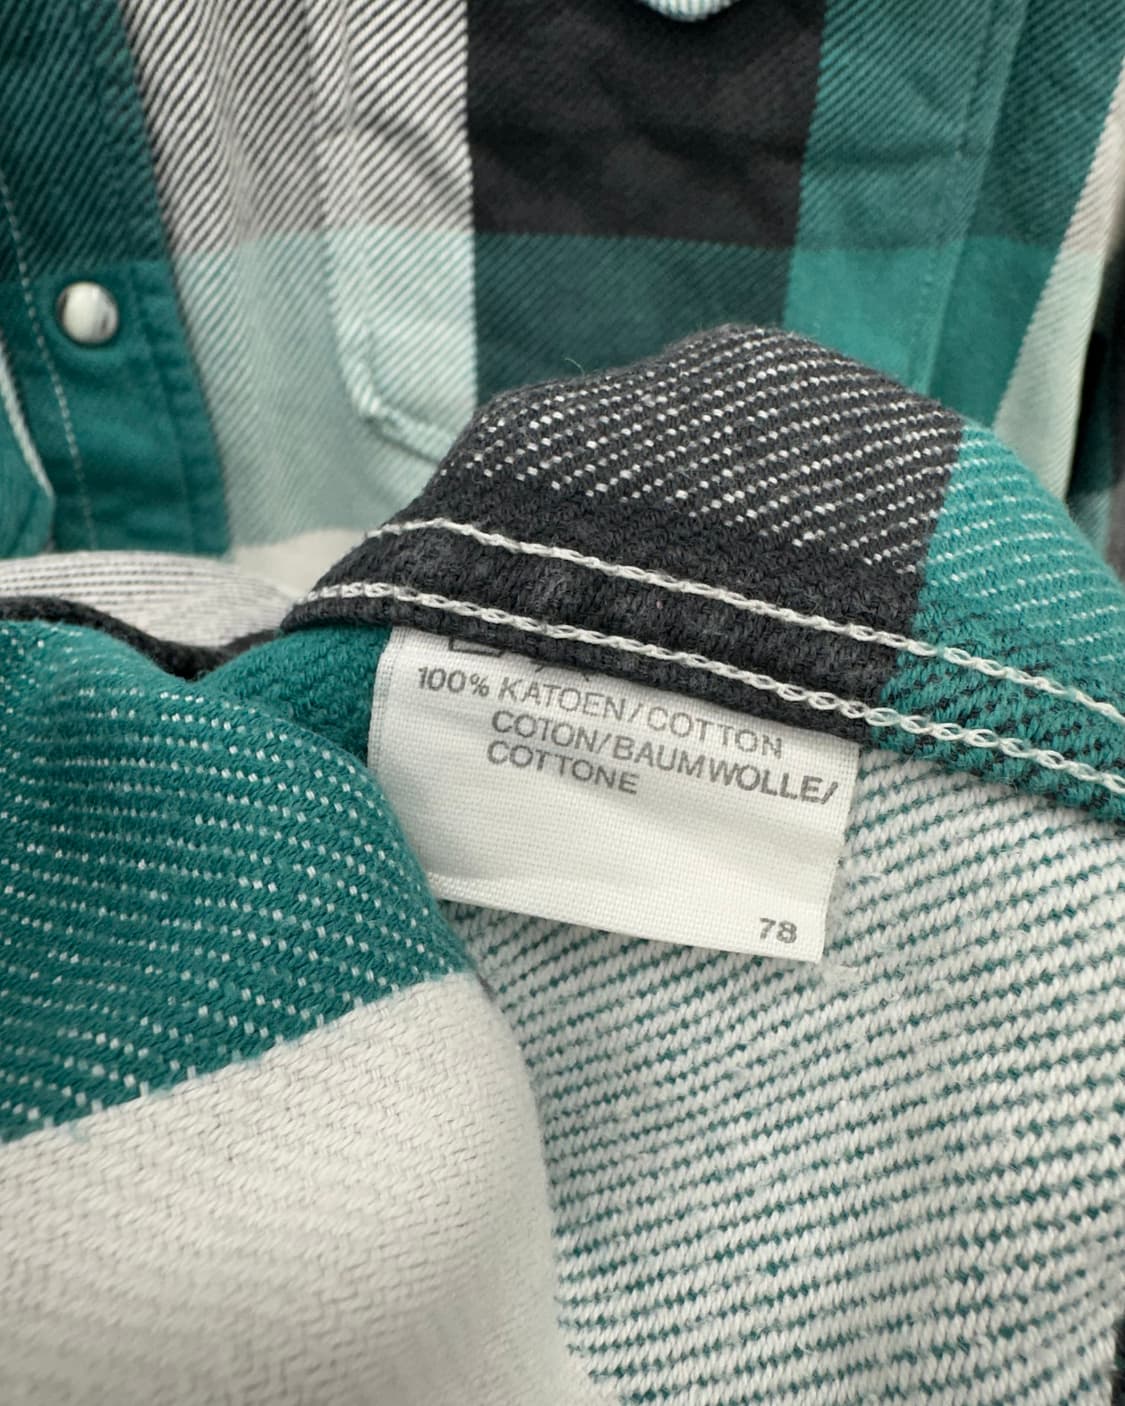 100% KATOEN/COTTON
COTON/BAUMWOLLE/
COTTONE
78